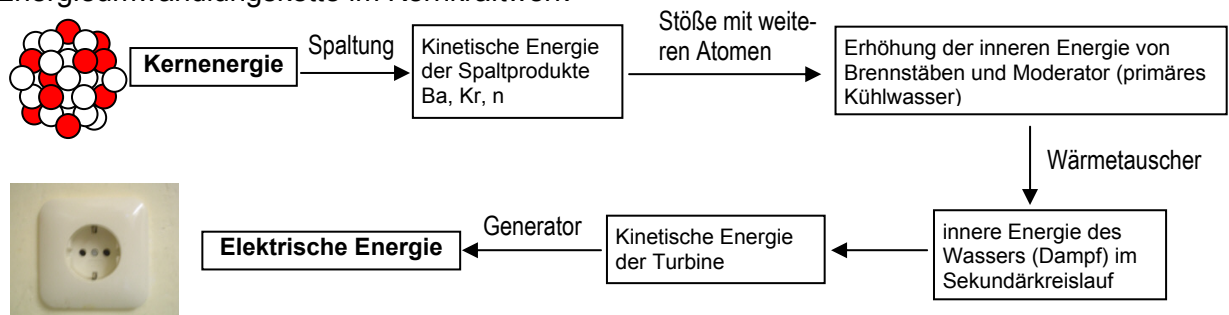 Energieumwandlungskette im Kernkraftwerk
Kernenergie
Spaltung
Kinetische Energie
der Spaltprodukte
Ba, Kr, n
Stöße mit weite-
ren Atomen
Erhöhung der inneren Energie von
Brennstäben und Moderator (primäres
Kühlwasser)
Wärmetauscher
innere Energie des
Wassers (Dampf) im
Sekundärkreislauf
Kinetische Energie
der Turbine
Generator
Elektrische Energie